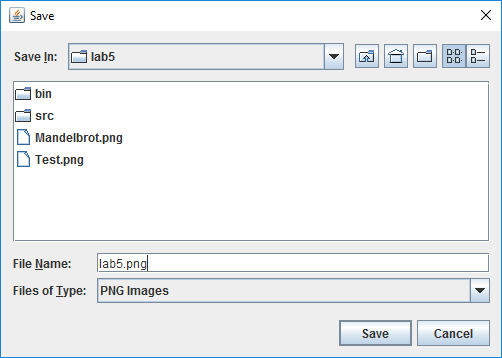 Save
Save In: lab5
bin
src
Mandelbrot.png
Test.png
File Name: lab5.png
Files of Type: PNG Images
Save Cancel